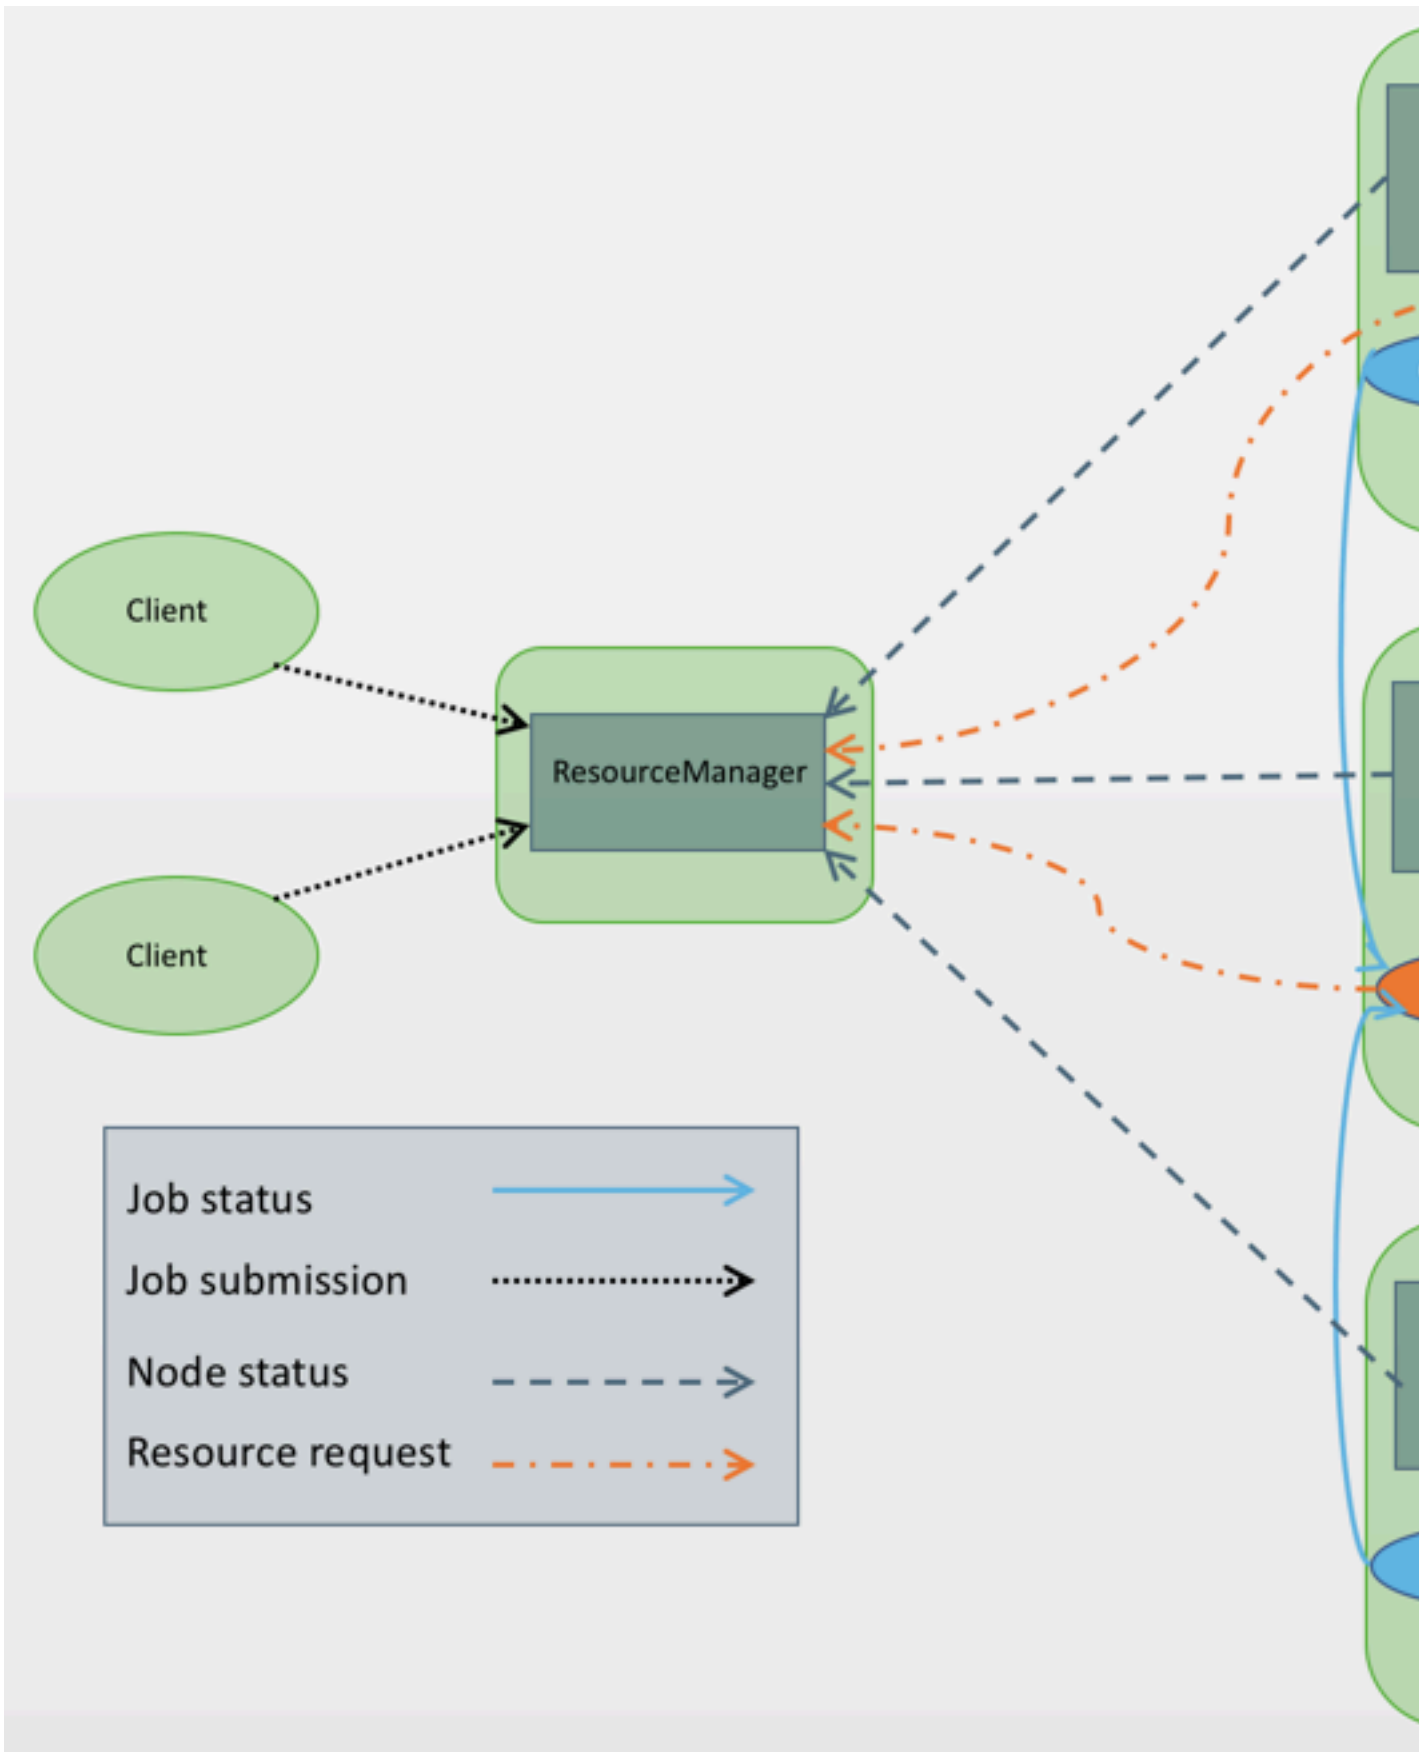 Client
ResourceManager
Client
Job status
Job submission
Node status
Resource request